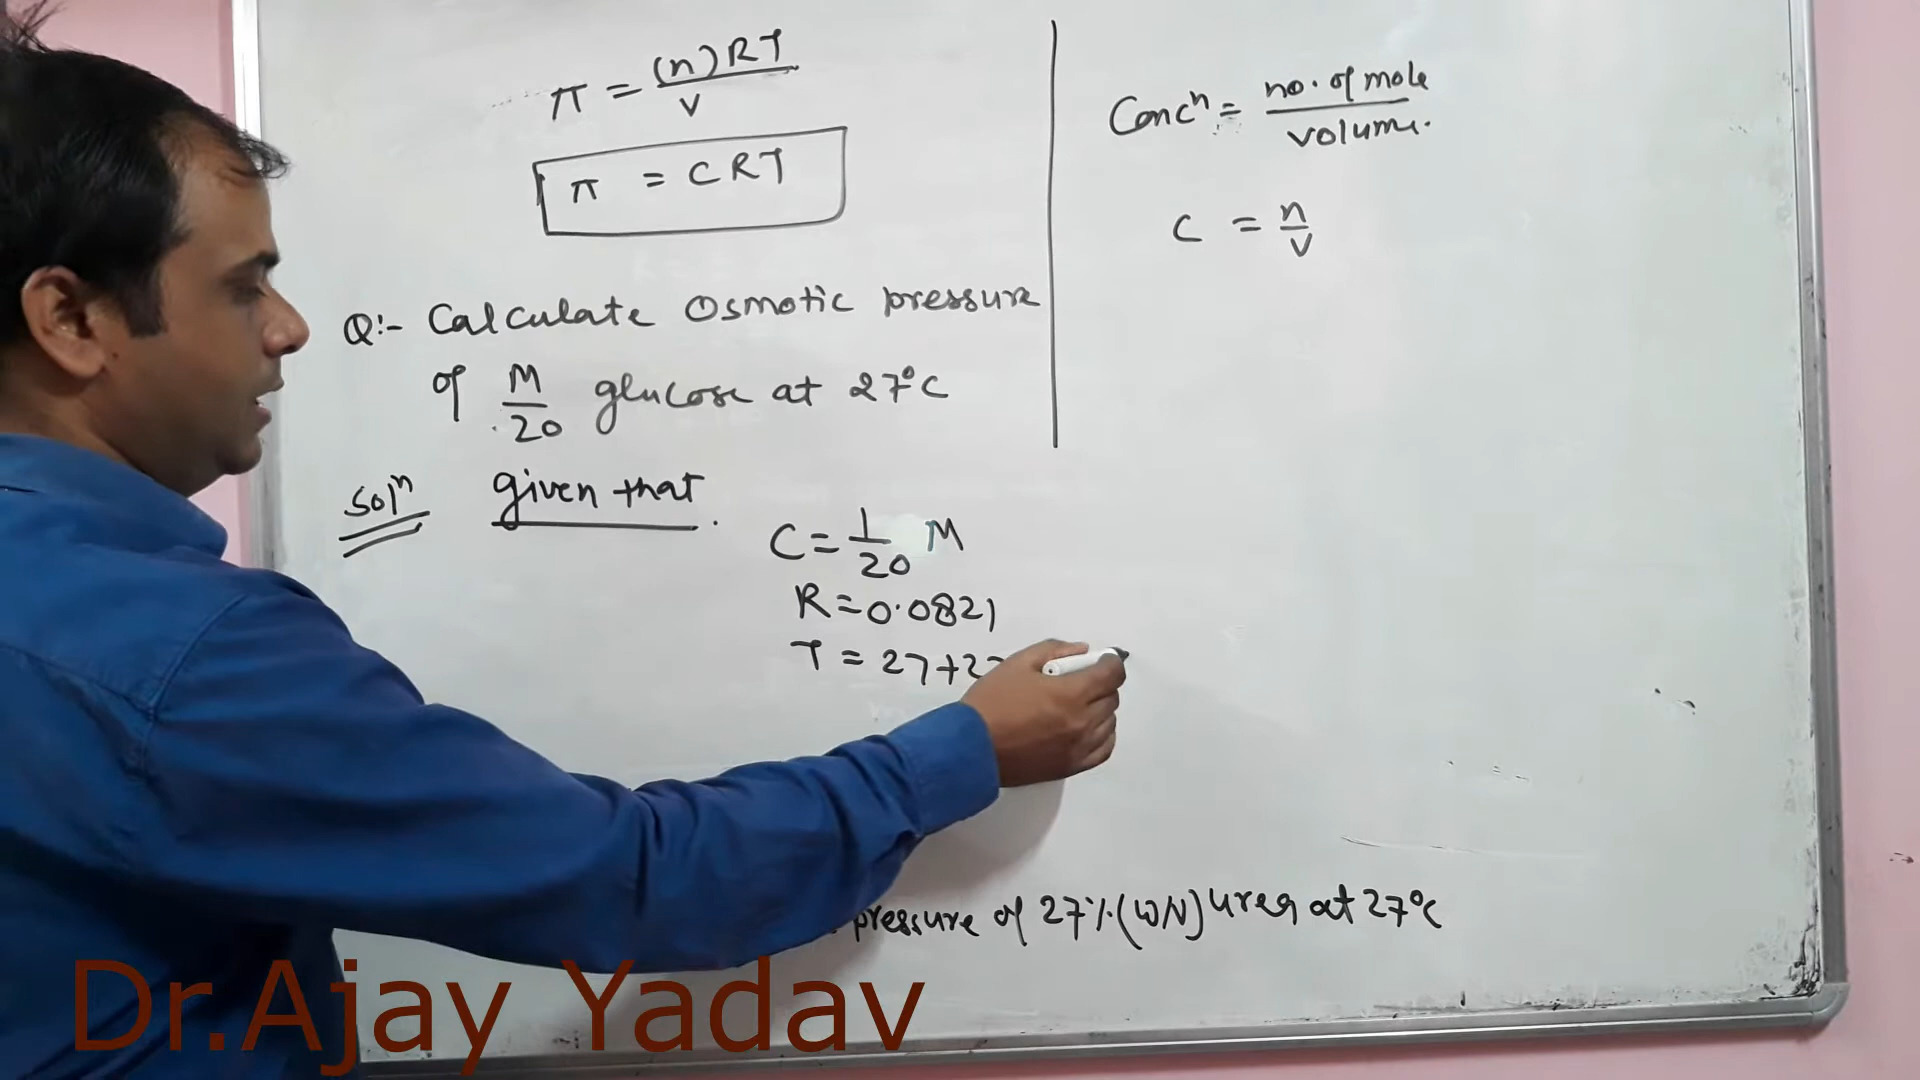 π = (n)RT
V
π = CRT
Q:- Calculate Osmotic pressure
of M/20 glucose at 27°C
Solⁿ given that.
C = 1/20 M
R = 0.0821
T = 27+2
Concⁿ = no. of mole
volume.
C = n/V
pressure of 27%(W/V) urea at 27°C
Dr.Ajay Yadav